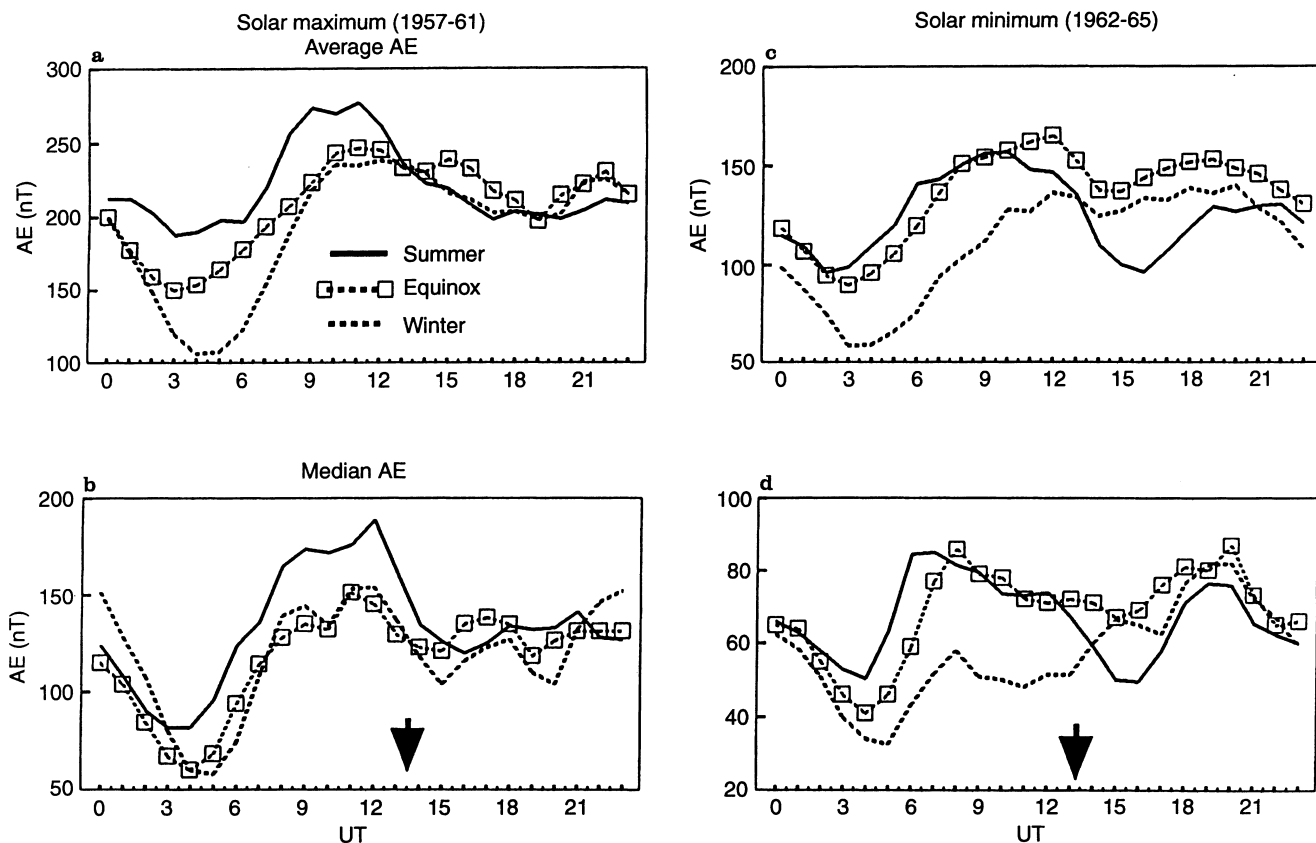 Solar maximum (1957-61)
Average AE
a
300
250
200
150
100
AE (nT)
Summer
Equinox
Winter
0 3 6 9 12 15 18 21
Solar minimum (1962-65)
c
200
150
100
50
AE (nT)
0 3 6 9 12 15 18 21
Median AE
b
200
150
100
50
AE (nT)
0 3 6 9 12 15 18 21
UT
d
100
80
60
40
20
0 3 6 9 12 15 18 21
UT